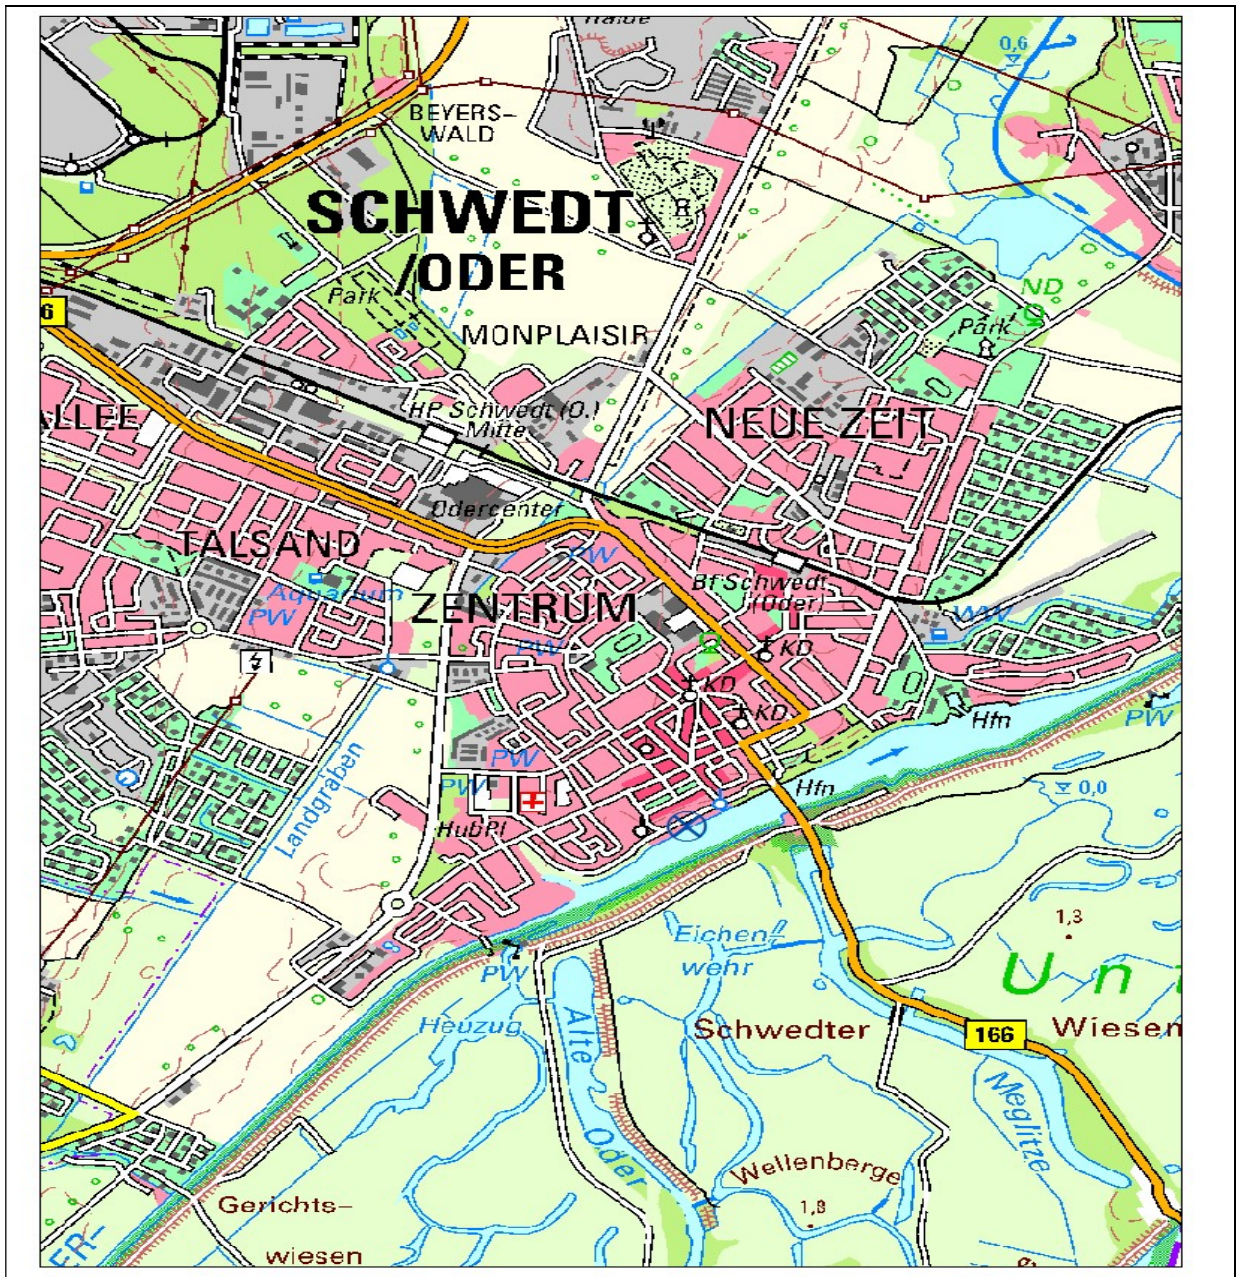 Halde
0,6
BEYERS-
WALD
SCHWEDT
/ODER
R
ND
Park
Park
6
MONPLAISIR
ALLEE
HP Schwedt (O.)
Mitte
NEUE ZEIT
Odercenter
TALSAND
PW
Aquarium
Bf Schwedt
(Oder)
PW
ZENTRUM
WW
PW
KD
KD
KD
Hfn
PW
Landgraben
PW
PW
Hfn
0,0
HubPl
1,3
Eichen-
wehr
PW
Un
Heuzug
Alte
Oder
Schwedter
166
Wiesen
Meglitze
Wellenberge
1,8
Gerichts-
wiesen
ER-